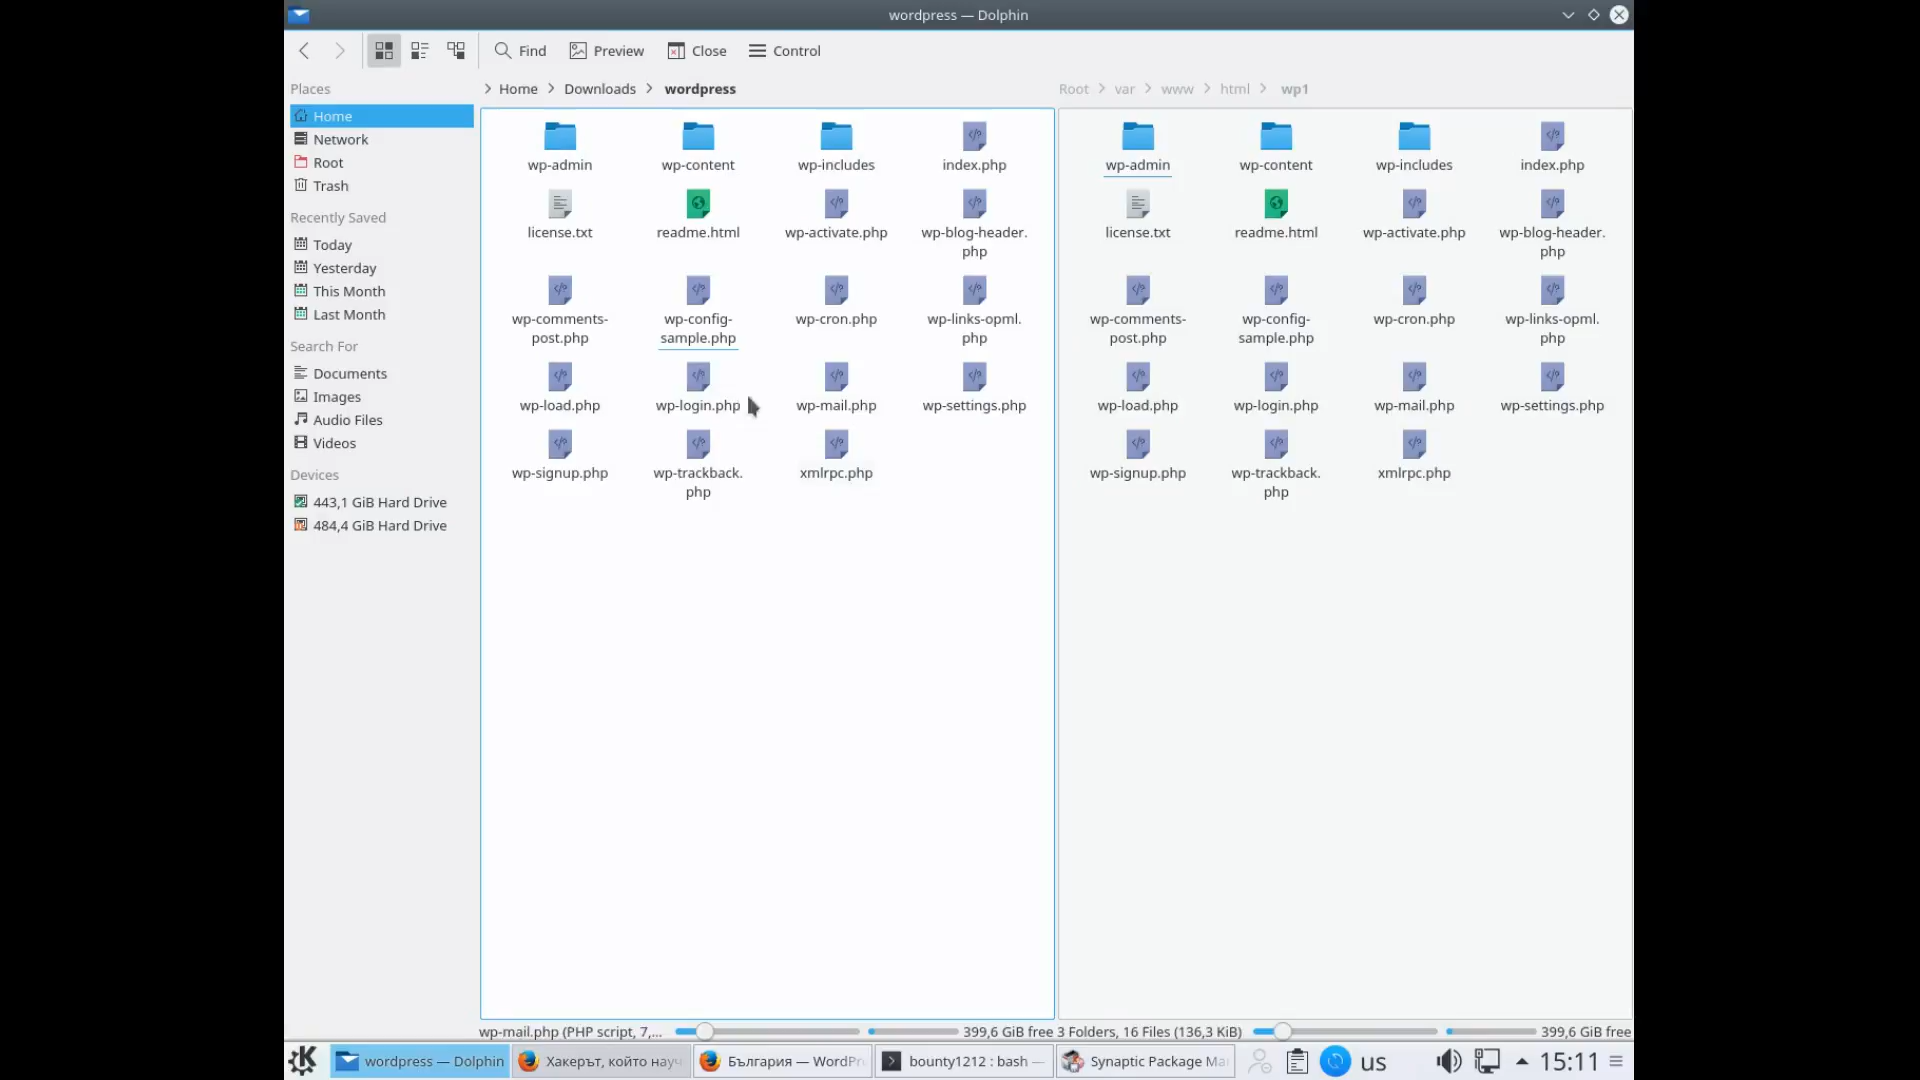 wordpress — Dolphin
Find
Preview
Close
Control
Places
Home
Network
Root
Trash
Recently Saved
Today
Yesterday
This Month
Last Month
Search For
Documents
Images
Audio Files
Videos
Devices
443,1 GiB Hard Drive
484,4 GiB Hard Drive
Home
Downloads
wordpress
wp-admin
wp-content
wp-includes
index.php
license.txt
readme.html
wp-activate.php
wp-blog-header.
php
wp-comments-
post.php
wp-config-
sample.php
wp-cron.php
wp-links-opml.
php
wp-load.php
wp-login.php
wp-mail.php
wp-settings.php
wp-signup.php
wp-trackback.
php
xmlrpc.php
wp-mail.php (PHP script, 7,...
399,6 GiB free
Root
var
www
html
wp1
wp-admin
wp-content
wp-includes
index.php
license.txt
readme.html
wp-activate.php
wp-blog-header.
php
wp-comments-
post.php
wp-config-
sample.php
wp-cron.php
wp-links-opml.
php
wp-load.php
wp-login.php
wp-mail.php
wp-settings.php
wp-signup.php
wp-trackback.
php
xmlrpc.php
3 Folders, 16 Files (136,3 KiB)
399,6 GiB free
wordpress — Dolphin
Хакерът, който науч
България — WordPr
bounty1212 : bash —
Synaptic Package Ma
us
15:11